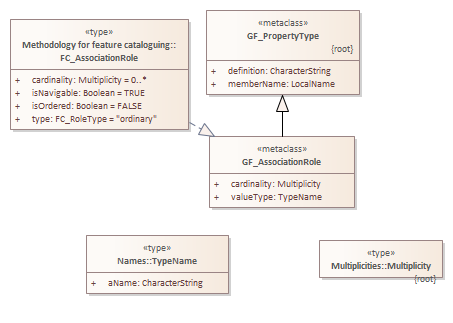 «type»
Methodology for feature cataloguing::
FC_AssociationRole
+ cardinality: Multiplicity = 0..*
+ isNavigable: Boolean = TRUE
+ isOrdered: Boolean = FALSE
+ type: FC_RoleType = "ordinary"
«metaclass»
GF_PropertyType
{root}
+ definition: CharacterString
+ memberName: LocalName
«metaclass»
GF_AssociationRole
+ cardinality: Multiplicity
+ valueType: TypeName
«type»
Names::TypeName
+ aName: CharacterString
«type»
Multiplicities::Multiplicity
{root}